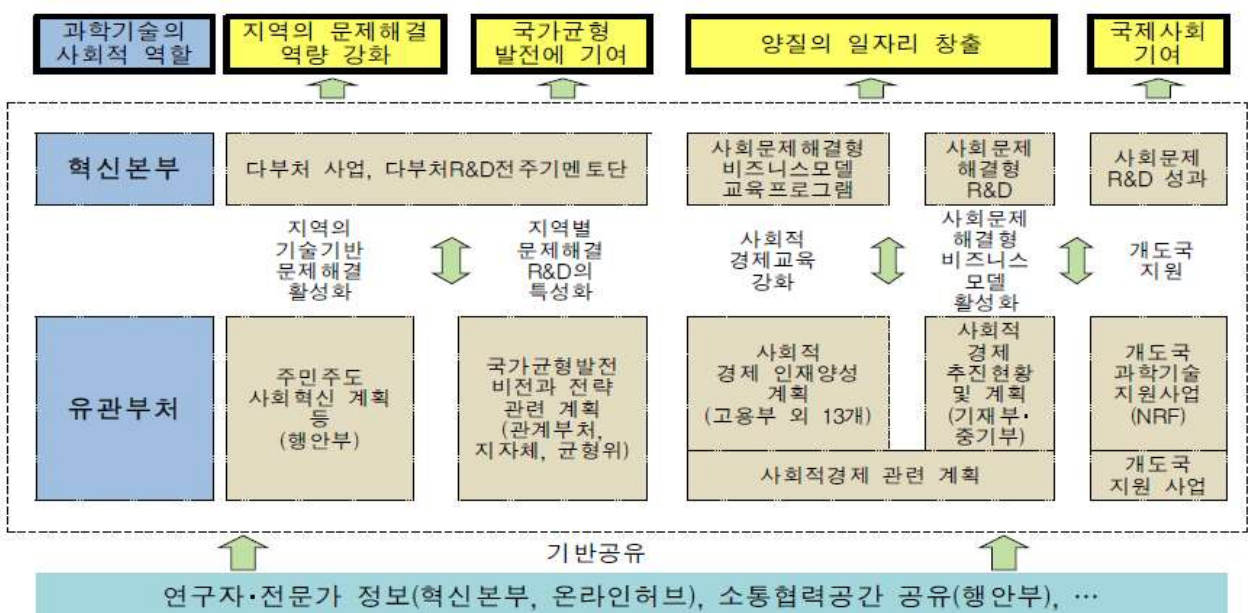 과학기술의
사회적 역할
지역의 문제해결
역량 강화
국가균형
발전에 기여
양질의 일자리 창출
국제사회
기여
혁신본부
다부처 사업, 다부처R&D전주기멘토단
사회문제해결형
비즈니스모델
교육프로그램
사회문제
해결형
R&D
사회문제
R&D 성과
지역의
기술기반
문제해결
활성화
지역별
문제해결
R&D의
특성화
사회적
경제교육
강화
사회문제
해결형
비즈니스
모델
활성화
개도국
지원
유관부처
주민주도
사회혁신 계획
등
(행안부)
국가균형발전
비전과 전략
관련 계획
(관계부처,
지자체, 균형위)
사회적
경제 인재양성
계획
(고용부 외 13개)
사회적
경제
추진현황
및 계획
(기재부·
중기부)
개도국
과학기술
지원사업
(NRF)
사회적경제 관련 계획
개도국
지원 사업
기반공유
연구자·전문가 정보(혁신본부, 온라인허브), 소통협력공간 공유(행안부), …